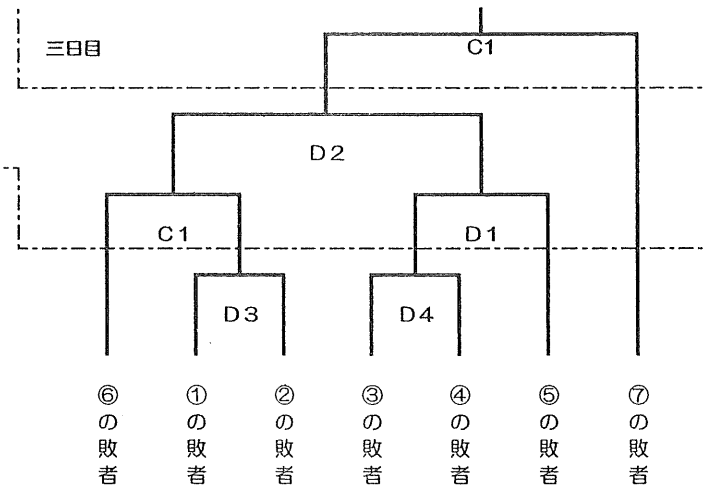 三日目
C1
D2
C1
D1
D3
D4
⑥の敗者
①の敗者
②の敗者
③の敗者
④の敗者
⑤の敗者
⑦の敗者